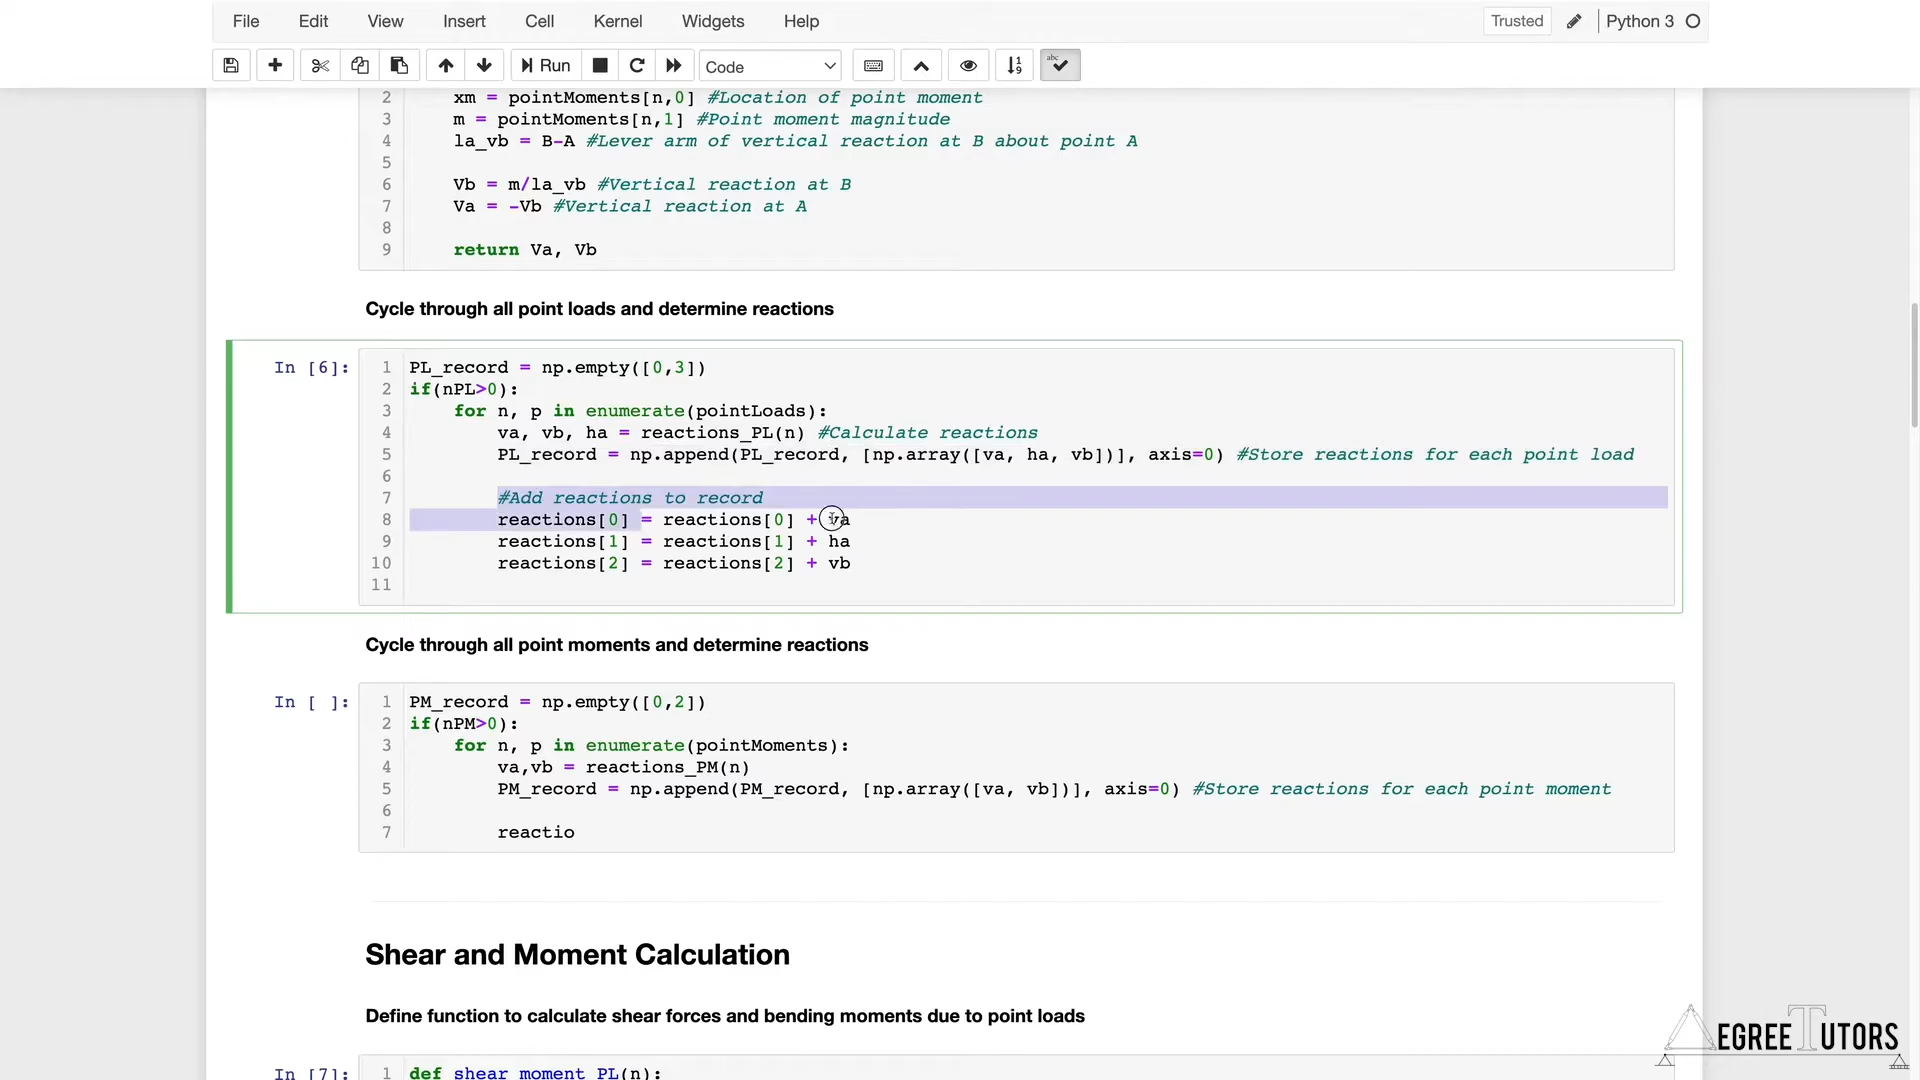 File Edit View Insert Cell Kernel Widgets Help Trusted Python 3
Run Code
2 xm = pointMoments[n,0] #Location of point moment
3 m = pointMoments[n,1] #Point moment magnitude
4 la_vb = B-A #Lever arm of vertical reaction at B about point A
5
6 Vb = m/la_vb #Vertical reaction at B
7 Va = -Vb #Vertical reaction at A
8
9 return Va, Vb
Cycle through all point loads and determine reactions
In [6]: 1 PL_record = np.empty([0,3])
2 if(nPL>0):
3 for n, p in enumerate(pointLoads):
4 va, vb, ha = reactions_PL(n) #Calculate reactions
5 PL_record = np.append(PL_record, [np.array([va, ha, vb])], axis=0) #Store reactions for each point load
6
7 #Add reactions to record
8 reactions[0] = reactions[0] + va
9 reactions[1] = reactions[1] + ha
10 reactions[2] = reactions[2] + vb
11
Cycle through all point moments and determine reactions
In [ ]: 1 PM_record = np.empty([0,2])
2 if(nPM>0):
3 for n, p in enumerate(pointMoments):
4 va,vb = reactions_PM(n)
5 PM_record = np.append(PM_record, [np.array([va, vb])], axis=0) #Store reactions for each point moment
6
7 reactio
Shear and Moment Calculation
Define function to calculate shear forces and bending moments due to point loads
In [7]: 1 def shear_moment_PL(n):
EGREE TUTORS